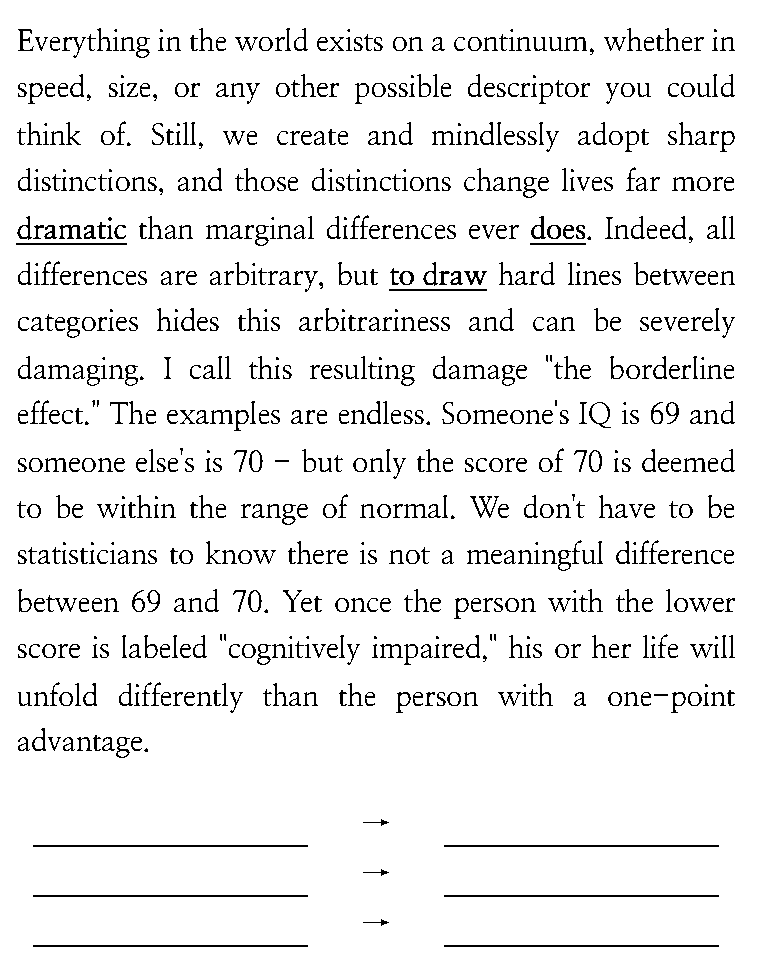 Everything in the world exists on a continuum, whether in
speed, size, or any other possible descriptor you could
think of. Still, we create and mindlessly adopt sharp
distinctions, and those distinctions change lives far more
dramatic than marginal differences ever does. Indeed, all
differences are arbitrary, but to draw hard lines between
categories hides this arbitrariness and can be severely
damaging. I call this resulting damage "the borderline
effect." The examples are endless. Someone's IQ is 69 and
someone else's is 70 - but only the score of 70 is deemed
to be within the range of normal. We don't have to be
statisticians to know there is not a meaningful difference
between 69 and 70. Yet once the person with the lower
score is labeled "cognitively impaired," his or her life will
unfold differently than the person with a one-point
advantage.
→
→
→